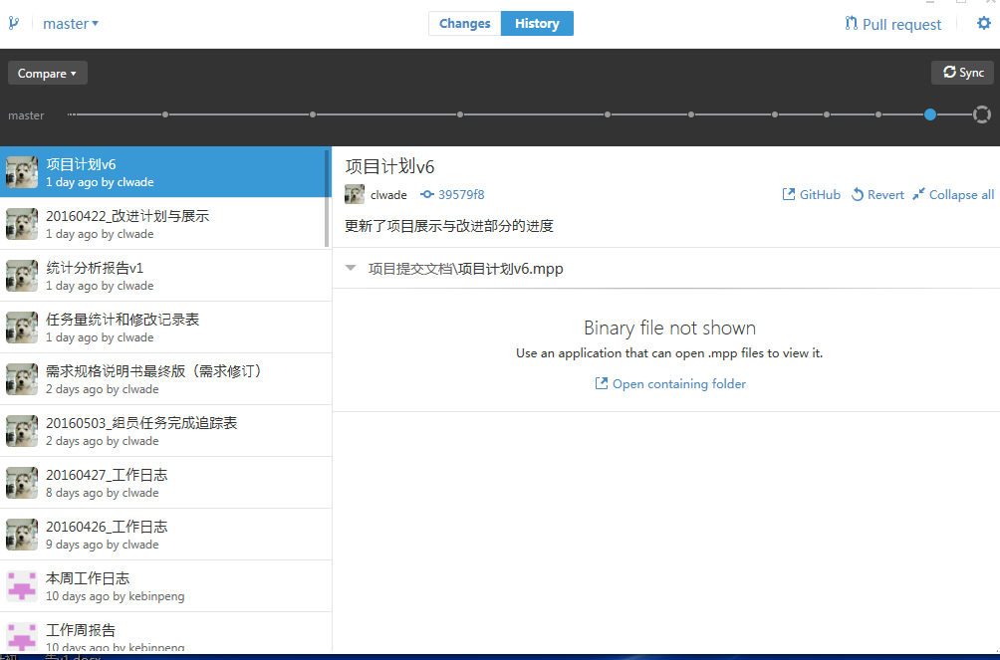 master
Changes
History
Pull request
Compare
Sync
master
项目计划v6
1 day ago by clwade
20160422_改进计划与展示
1 day ago by clwade
统计分析报告v1
1 day ago by clwade
任务量统计和修改记录表
1 day ago by clwade
需求规格说明书最终版（需求修订）
2 days ago by clwade
20160503_组员任务完成追踪表
2 days ago by clwade
20160427_工作日志
8 days ago by clwade
20160426_工作日志
9 days ago by clwade
本周工作日志
10 days ago by kebinpeng
工作周报告
10 days ago by kebinpeng
项目计划v6
clwade
39579f8
GitHub
Revert
Collapse all
更新了项目展示与改进部分的进度
项目提交文档\项目计划v6.mpp
Binary file not shown
Use an application that can open .mpp files to view it.
Open containing folder